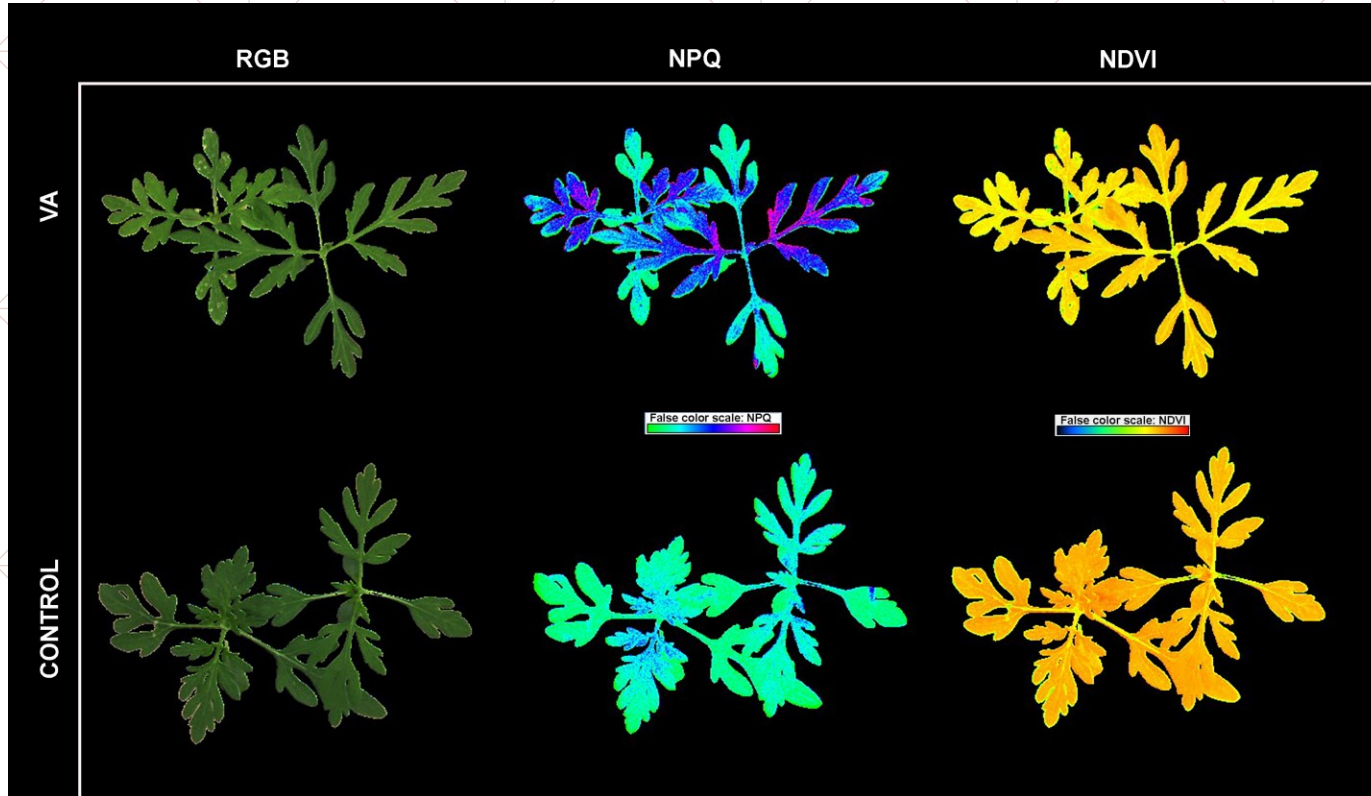 RGB NPQ NDVI
VA
False color scale: NPQ
False color scale: NDVI
CONTROL